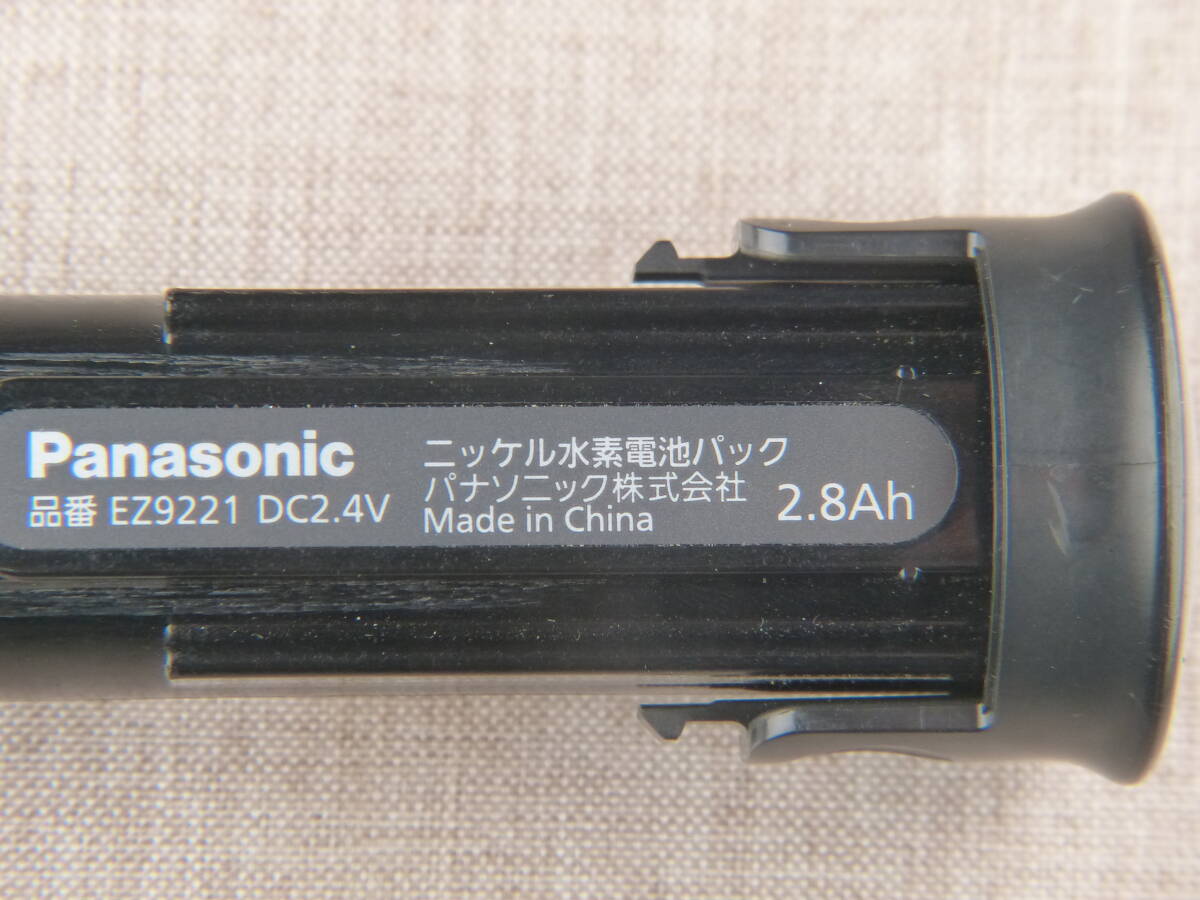 Panasonic
品番 EZ9221 DC2.4V
ニッケル水素電池パック
パナソニック株式会社
Made in China
2.8Ah